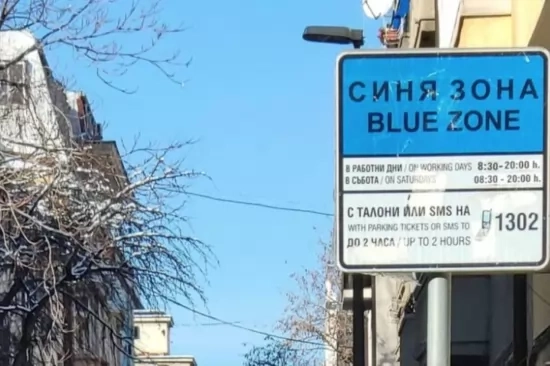 СИНЯ ЗОНА
BLUE ZONE
В РАБОТНИ ДНИ / ON WORKING DAYS 8:30-20:00 h.
В СЪБОТА / ON SATURDAYS 08:30 - 20:00 h.
С ТАЛОНИ ИЛИ SMS НА
WITH PARKING TICKETS OR SMS TO
1302
ДО 2 ЧАСА / UP TO 2 HOURS